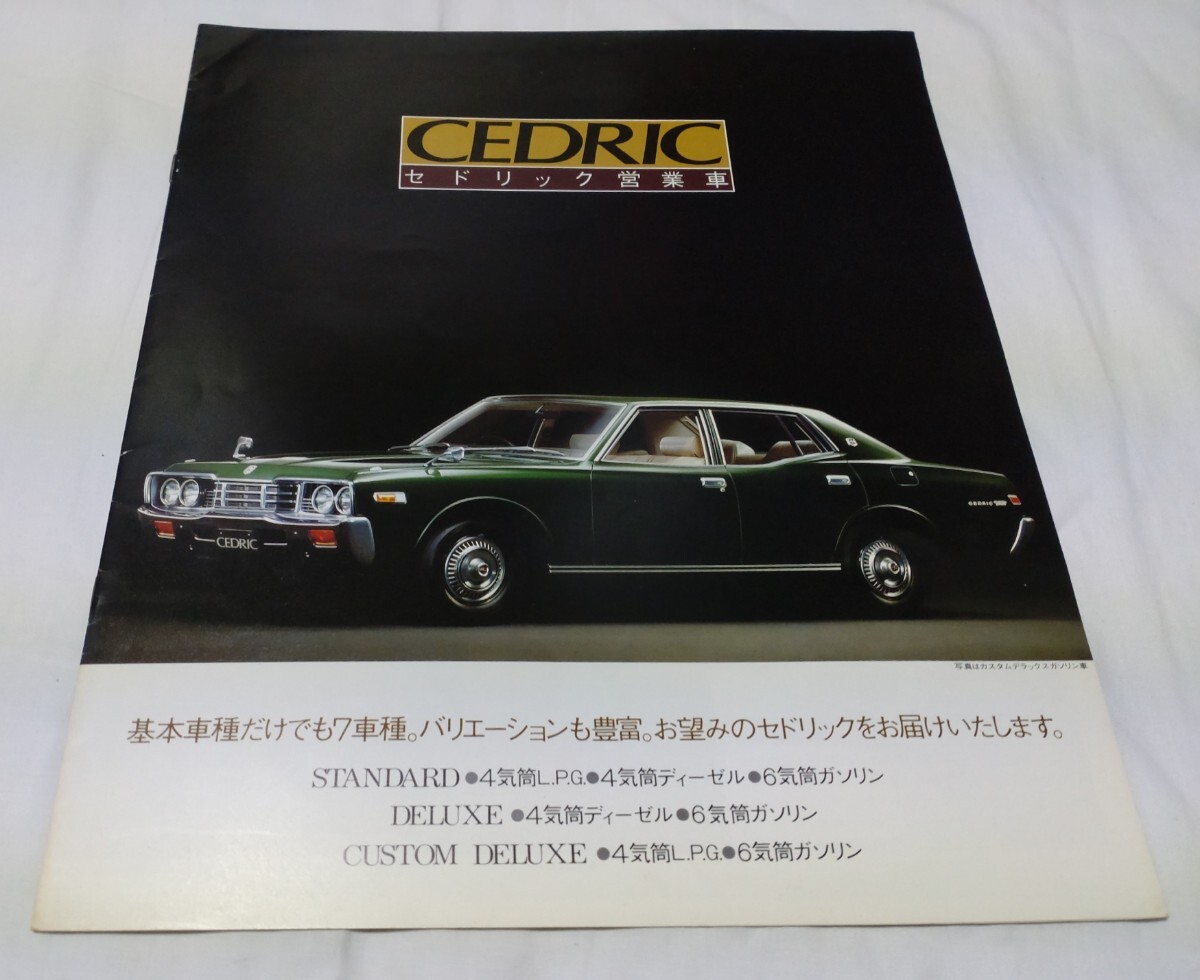 CEDRIC
セドリック営業車
CEDRIC
CEDRIC
写真はカスタムデラックスガソリン車
基本車種だけでも7車種。バリエーションも豊富。お望みのセドリックをお届けいたします。
STANDARD ●4気筒L.P.G.●4気筒ディーゼル●6気筒ガソリン
DELUXE ●4気筒ディーゼル●6気筒ガソリン
CUSTOM DELUXE ●4気筒L.P.G.●6気筒ガソリン